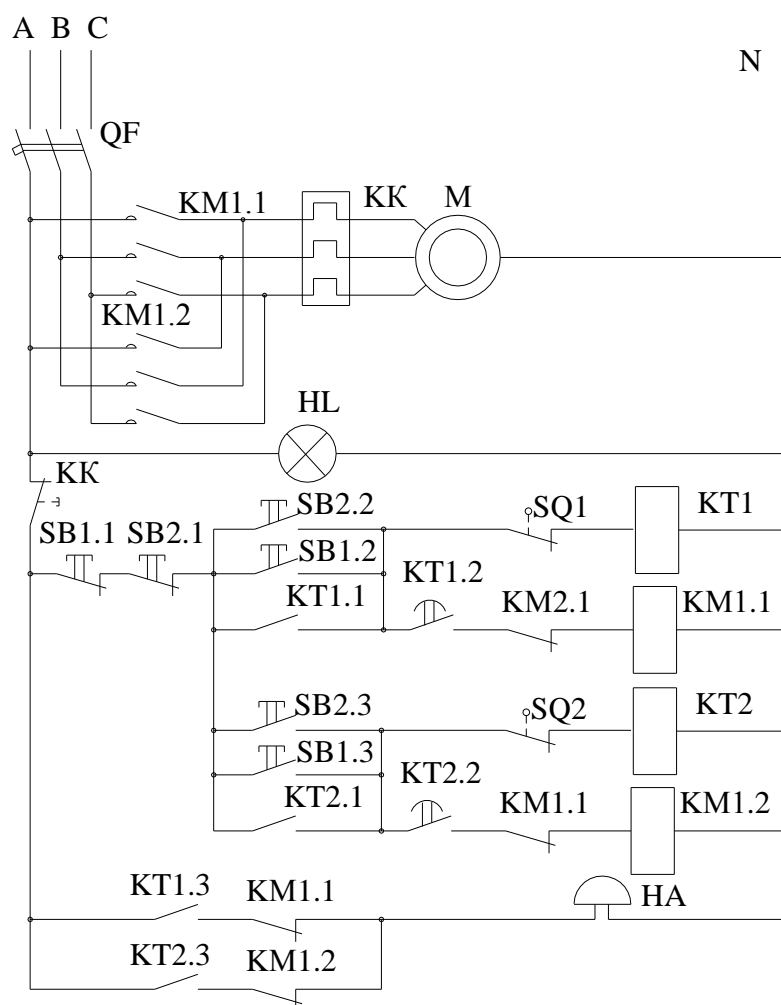 A B C
N
QF
KM1.1 КК M
KM1.2
HL
КК
SB2.2 SQ1 KT1
SB1.1 SB2.1 SB1.2
KT1.1 KT1.2 KM2.1 KM1.1
SB2.3 SQ2 KT2
SB1.3
KT2.1 KT2.2 KM1.1 KM1.2
KT1.3 KM1.1 HA
KT2.3 KM1.2